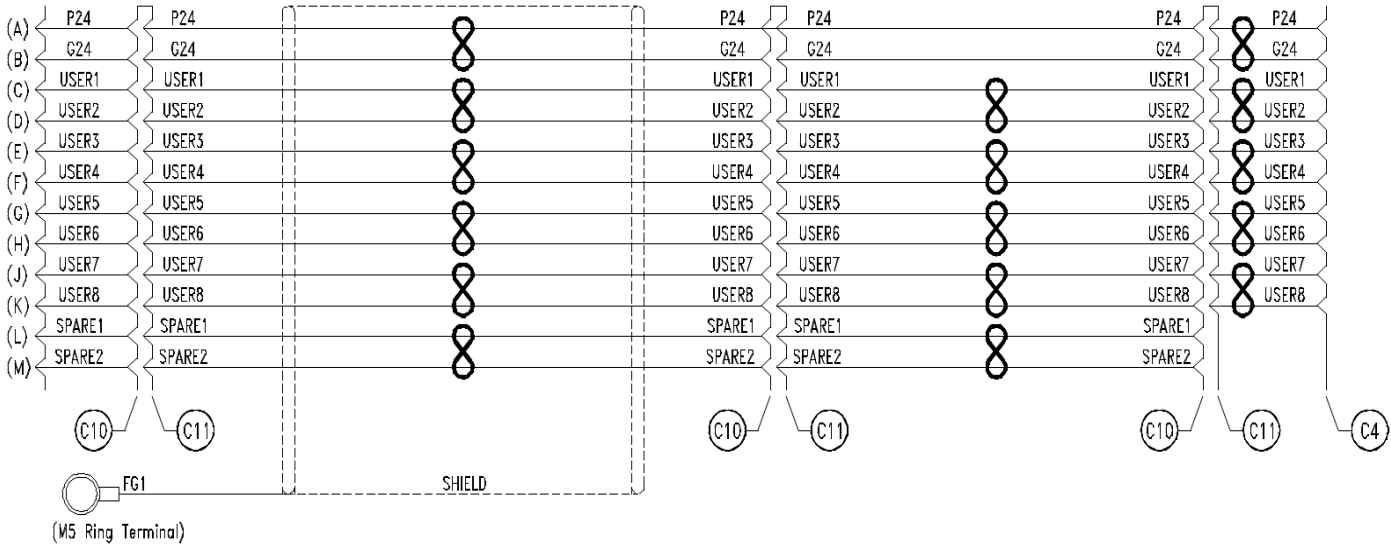 P24 P24 P24 P24 P24 P24
(A)
G24 G24 G24 G24 G24 G24
(B)
USER1 USER1 USER1 USER1 USER1 USER1
(C)
USER2 USER2 USER2 USER2 USER2 USER2
(D)
USER3 USER3 USER3 USER3 USER3 USER3
(E)
USER4 USER4 USER4 USER4 USER4 USER4
(F)
USER5 USER5 USER5 USER5 USER5 USER5
(G)
USER6 USER6 USER6 USER6 USER6 USER6
(H)
USER7 USER7 USER7 USER7 USER7 USER7
(J)
USER8 USER8 USER8 USER8 USER8 USER8
(K)
SPARE1 SPARE1 SPARE1 SPARE1 SPARE1
(L)
SPARE2 SPARE2 SPARE2 SPARE2 SPARE2
(M)
C10 C11 C10 C11 C10 C11 C4
FG1 SHIELD
(M5 Ring Terminal)